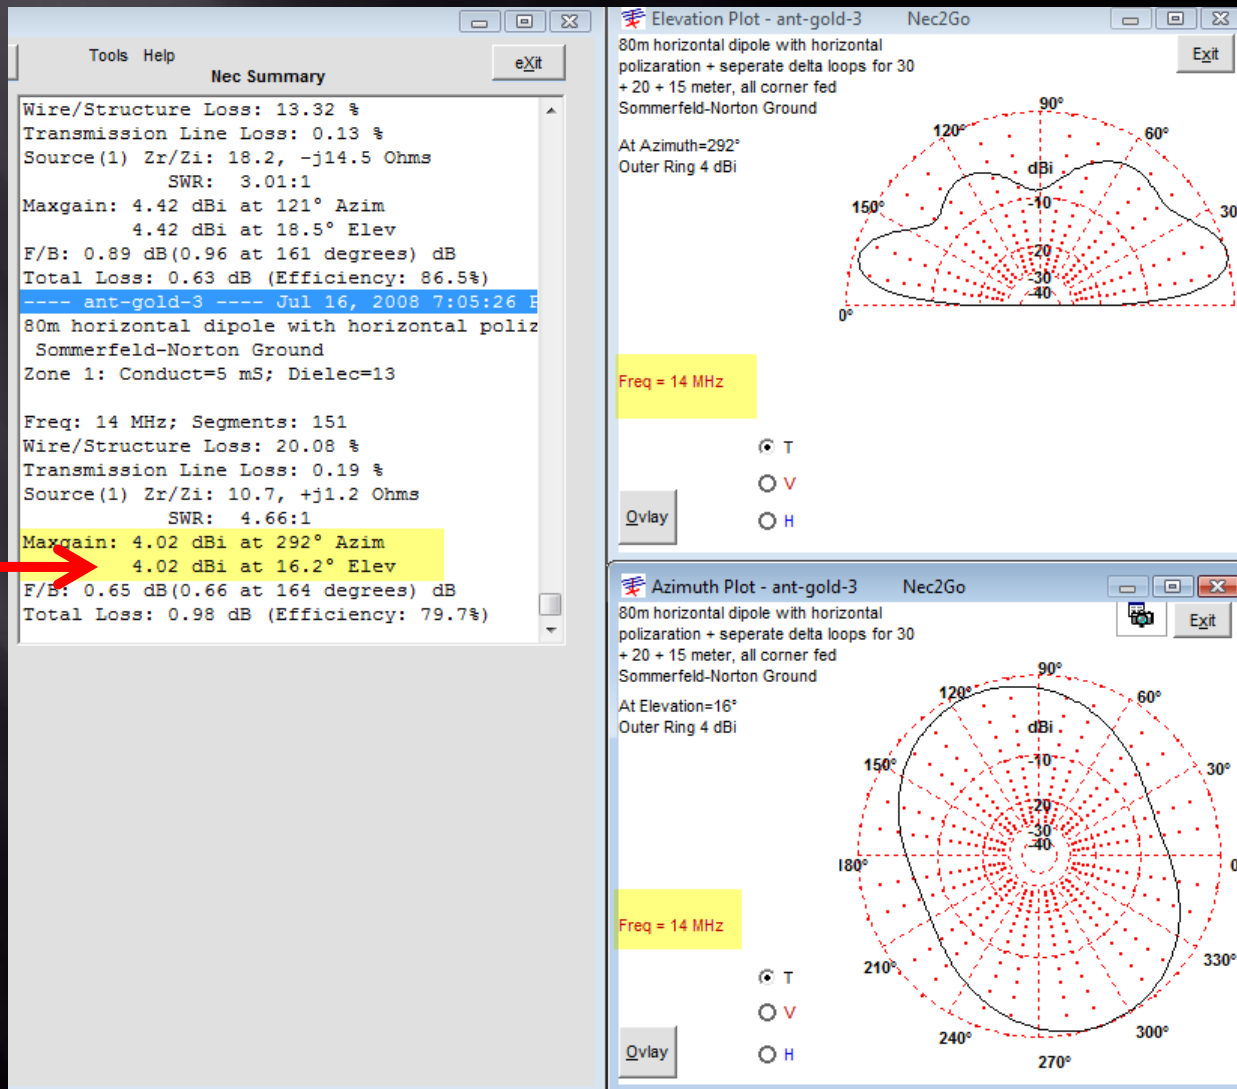 Tools Help
eXit
Nec Summary
Wire/Structure Loss: 13.32 %
Transmission Line Loss: 0.13 %
Source(1) Zr/Zi: 18.2, -j14.5 Ohms
SWR: 3.01:1
Maxgain: 4.42 dBi at 121° Azim
4.42 dBi at 18.5° Elev
F/B: 0.89 dB(0.96 at 161 degrees) dB
Total Loss: 0.63 dB (Efficiency: 86.5%)
---- ant-gold-3 ---- Jul 16, 2008 7:05:26
80m horizontal dipole with horizontal poliz
Sommerfeld-Norton Ground
Zone 1: Conduct=5 mS; Dielec=13
Freq: 14 MHz; Segments: 151
Wire/Structure Loss: 20.08 %
Transmission Line Loss: 0.19 %
Source(1) Zr/Zi: 10.7, +j1.2 Ohms
SWR: 4.66:1
Maxgain: 4.02 dBi at 292° Azim
4.02 dBi at 16.2° Elev
F/B: 0.65 dB(0.66 at 164 degrees) dB
Total Loss: 0.98 dB (Efficiency: 79.7%)
Elevation Plot - ant-gold-3 Nec2Go
80m horizontal dipole with horizontal
polizaration + seperate delta loops for 30
+ 20 + 15 meter, all corner fed
Sommerfeld-Norton Ground
Exit
At Azimuth=292°
Outer Ring 4 dBi
90°
120°
60°
dBi
150°
30
-10
-20
-30
-40
0°
Freq = 14 MHz
T
V
H
Ovlay
Azimuth Plot - ant-gold-3 Nec2Go
80m horizontal dipole with horizontal
polizaration + seperate delta loops for 30
+ 20 + 15 meter, all corner fed
Sommerfeld-Norton Ground
Exit
At Elevation=16°
Outer Ring 4 dBi
90°
120°
60°
dBi
150°
30°
-10
-20
-30
-40
180°
0
210°
330°
240°
300°
270°
Freq = 14 MHz
T
V
H
Ovlay